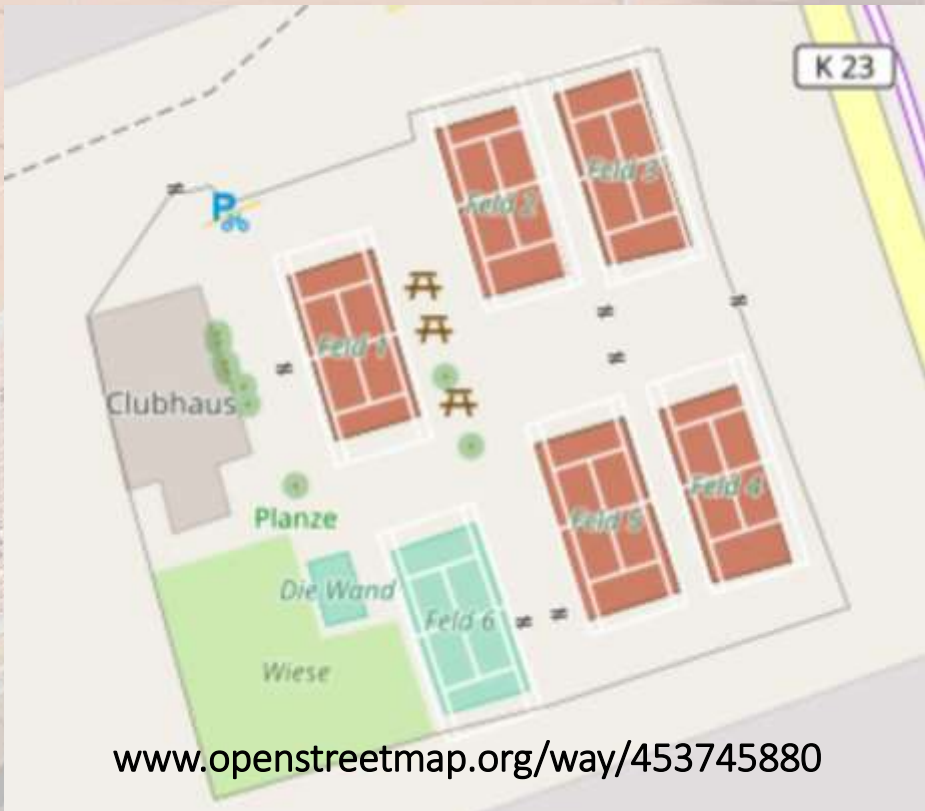 K 23
P
Feld 3
Feld 2
Feld 1
Clubhaus
Feld 4
Feld 5
Planze
Die Wand
Feld 6
Wiese
www.openstreetmap.org/way/453745880